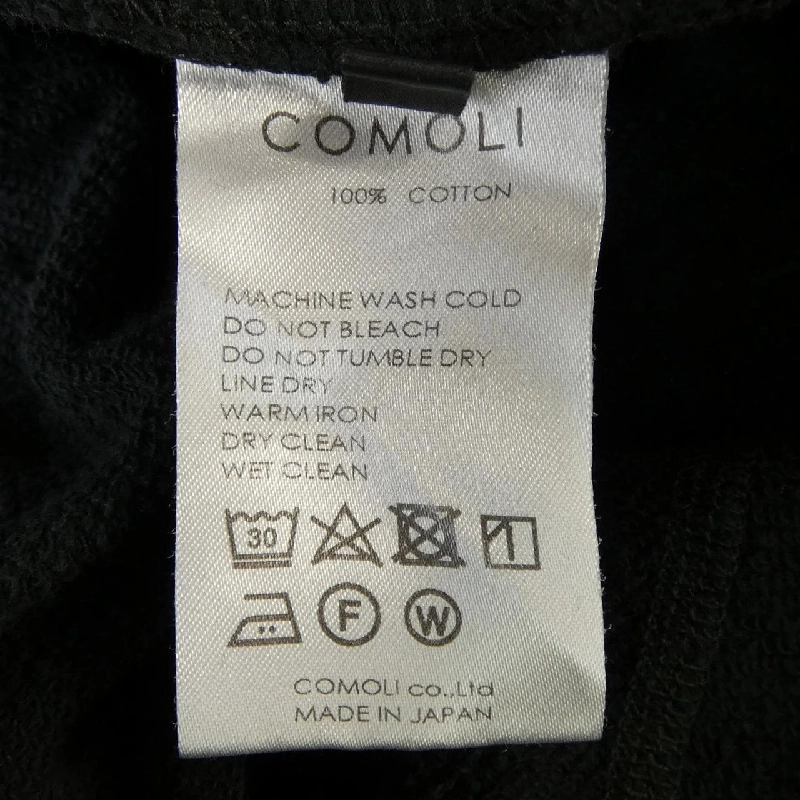 COMOLI
100% COTTON
MACHINE WASH COLD
DO NOT BLEACH
DO NOT TUMBLE DRY
LINE DRY
WARM IRON
DRY CLEAN
WET CLEAN
30
F W
COMOLI co.,Ltd
MADE IN JAPAN